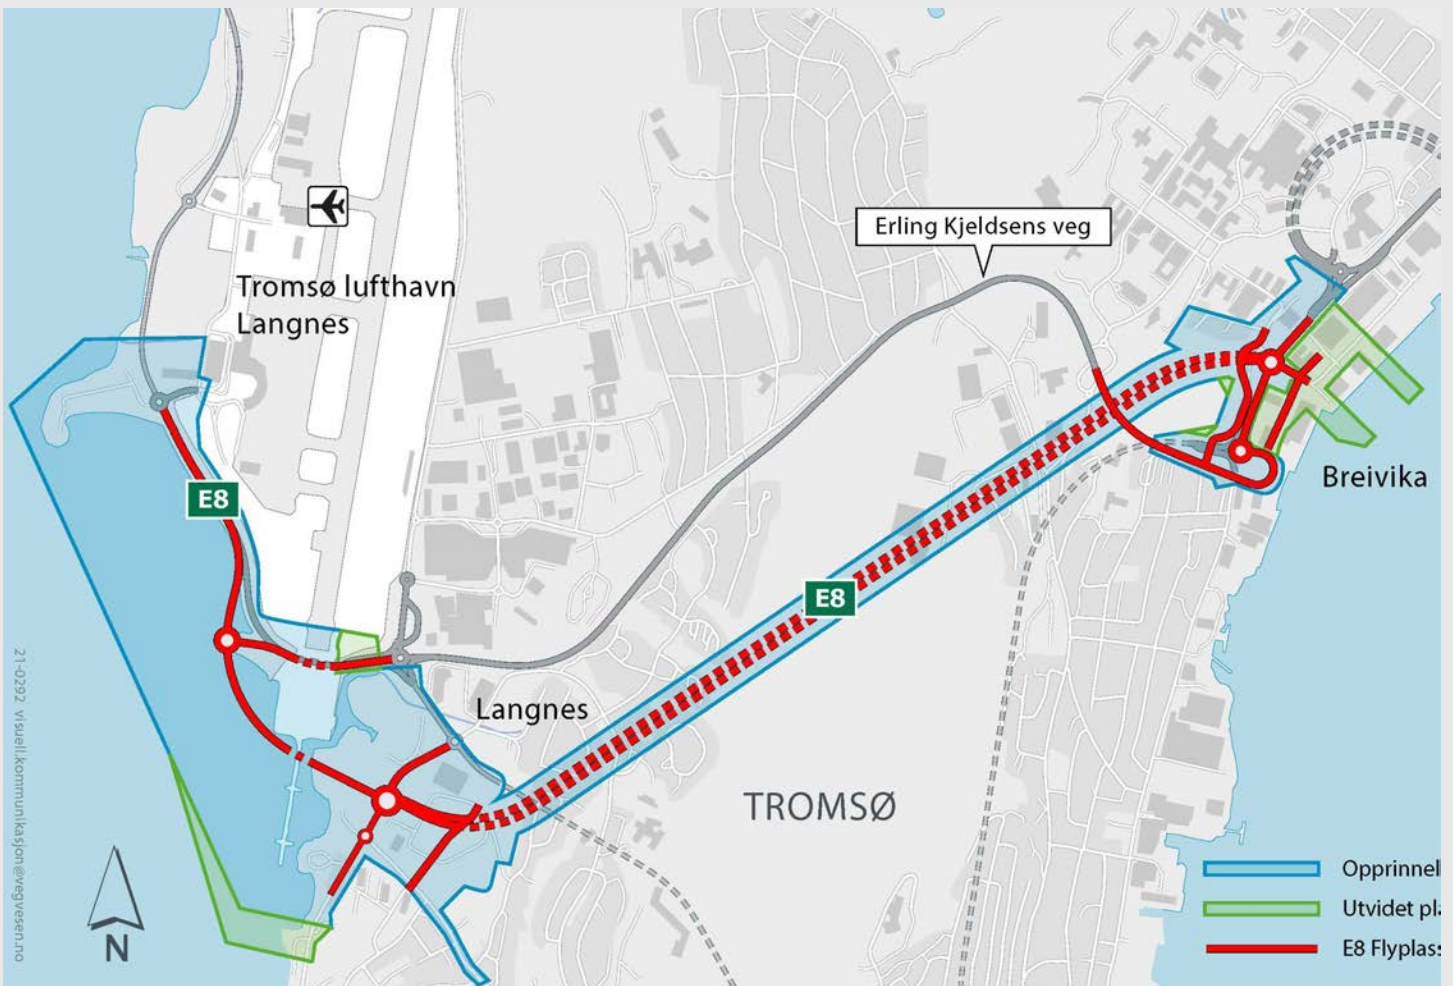 Erling Kjeldsens veg
Tromsø lufthavn
Langnes
E8
Breivika
E8
Langnes
TROMSØ
21-0292 visuell.kommunikasjon@vegvesen.no
N
Opprinnel
Utvidet pla
E8 Flyplass